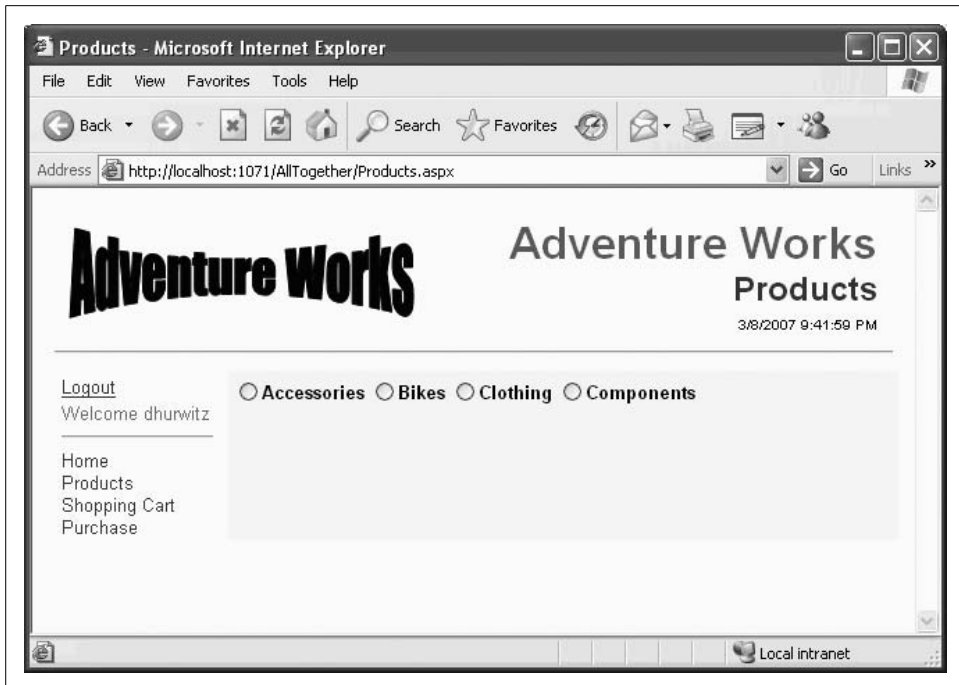 Products - Microsoft Internet Explorer
File Edit View Favorites Tools Help
Back Search Favorites
Address http://localhost:1071/AllTogether/Products.aspx Go Links »
Adventure Works
Adventure Works
Products
3/8/2007 9:41:59 PM
Logout
Welcome dhurwitz
Accessories Bikes Clothing Components
Home
Products
Shopping Cart
Purchase
Local intranet